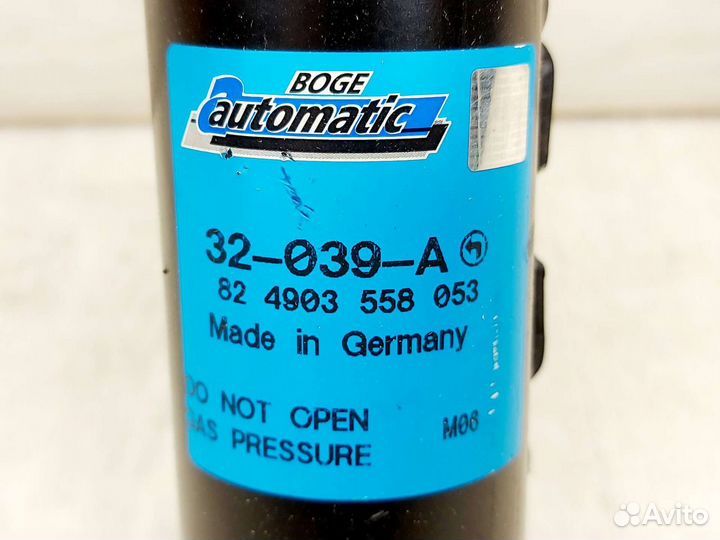 BOGE
automatic
32-039-A
82 4903 558 053
Made in Germany
DO NOT OPEN
GAS PRESSURE
M06
Avito